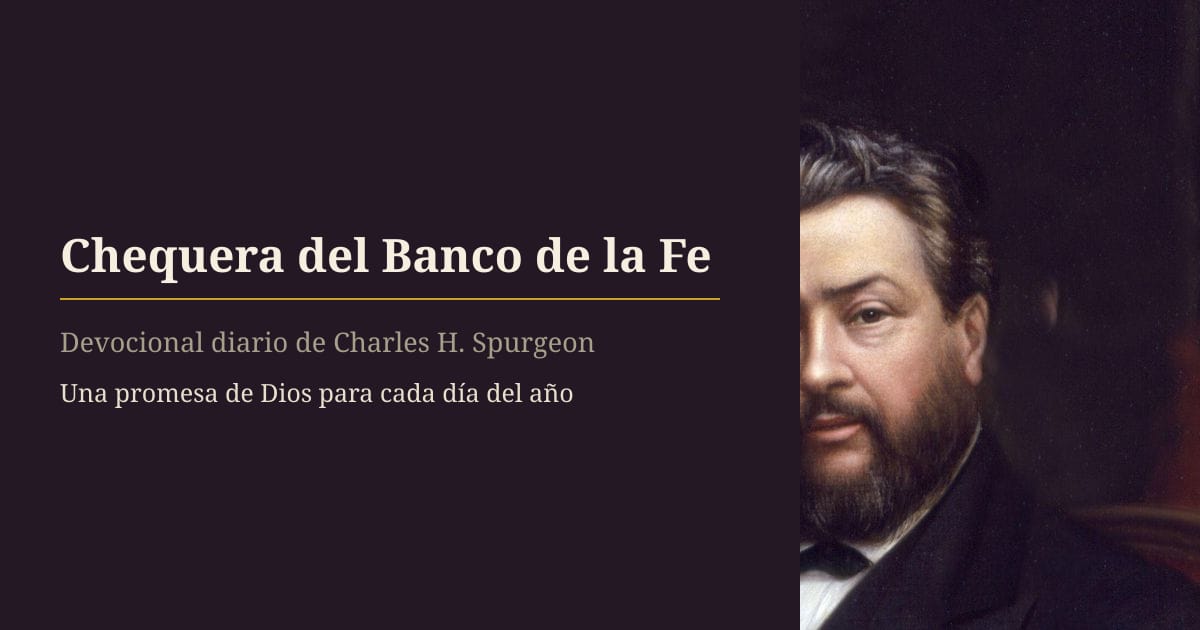 Chequera del Banco de la Fe
Devocional diario de Charles H. Spurgeon
Una promesa de Dios para cada día del año